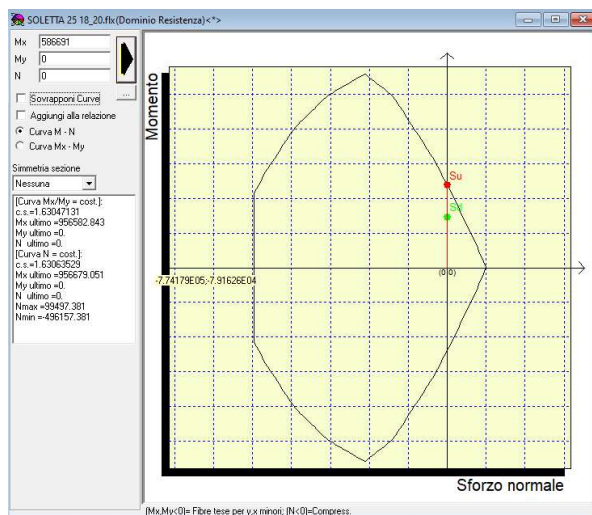 SOLETTA 25 18_20.flx(Dominio Resistenza)<*>
Mx 586691
My 0
N 0
...
Sovrapponi Curve
Aggiungi alla relazione
Curva M - N
Curva Mx - My
Simmetria sezione
Nessuna
[Curva Mx/My = cost.]:
c.s.=1.63047131
Mx ultimo =956582.843
My ultimo =0.
N ultimo =0.
[Curva N = cost.]:
c.s.=1.63063529
Mx ultimo =956679.051
My ultimo =0.
N ultimo =0.
Nmax =99497.381
Nmin =-496157.381
Momento
Su
(0;0)
-7.74179E05;-7.91626E04
Sforzo normale
[Mx,My<0)= Fibre tese per y,x minori; (N<0)=Compress.